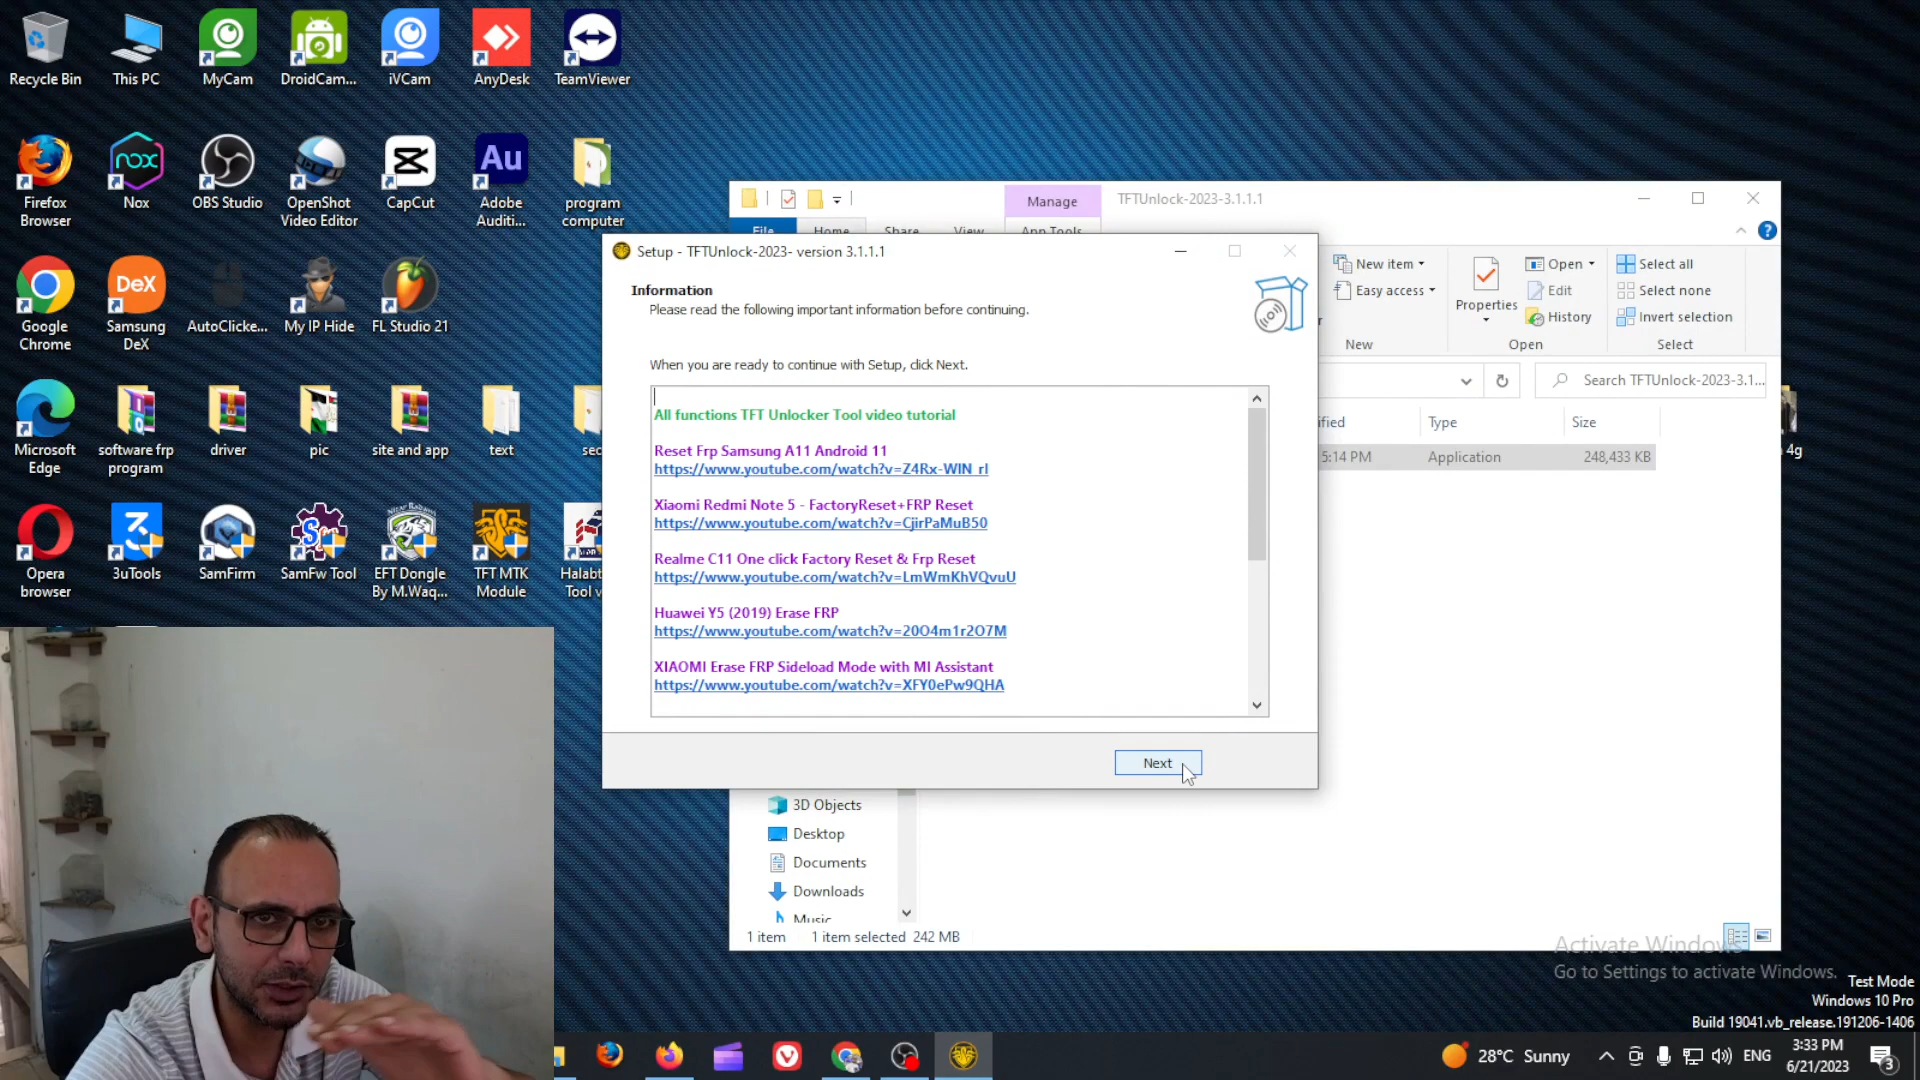 Recycle Bin
This PC
MyCam
DroidCam...
iVCam
AnyDesk
TeamViewer
Firefox
Browser
nox
Nox
OBS Studio
OpenShot
Video Editor
CapCut
Au
Adobe
Auditi...
program
computer
Google
Chrome
DeX
Samsung
DeX
AutoClicke...
My IP Hide
FL Studio 21
Microsoft
Edge
software frp
program
driver
pic
site and app
text
sec
4g
Opera
browser
3uTools
SamFirm
SamFw Tool
EFT Dongle
By M.Waq...
TFT MTK
Module
Halabt
Tool v
Manage
TFTUnlock-2023-3.1.1.1
File
Home
Share
View
App Tools
New item
Easy access
New
Properties
Open
Edit
History
Open
Select all
Select none
Invert selection
Select
Search TFTUnlock-2023-3.1...
ified
Type
Size
5:14 PM
Application
248,433 KB
Setup - TFTUnlock-2023- version 3.1.1.1
Information
Please read the following important information before continuing.
When you are ready to continue with Setup, click Next.
All functions TFT Unlocker Tool video tutorial
Reset Frp Samsung A11 Android 11
https://www.youtube.com/watch?v=Z4Rx-WIN_rI
Xiaomi Redmi Note 5 - FactoryReset+FRP Reset
https://www.youtube.com/watch?v=CjirPaMuB50
Realme C11 One click Factory Reset & Frp Reset
https://www.youtube.com/watch?v=LmWmKhVQvuU
Huawei Y5 (2019) Erase FRP
https://www.youtube.com/watch?v=20O4m1r2O7M
XIAOMI Erase FRP Sideload Mode with MI Assistant
https://www.youtube.com/watch?v=XFY0ePw9QHA
Next
3D Objects
Desktop
Documents
Downloads
Music
1 item
1 item selected 242 MB
Activate Windows
Go to Settings to activate Windows.
Test Mode
Windows 10 Pro
Build 19041.vb_release.191206-1406
28°C Sunny
ENG
3:33 PM
6/21/2023
3